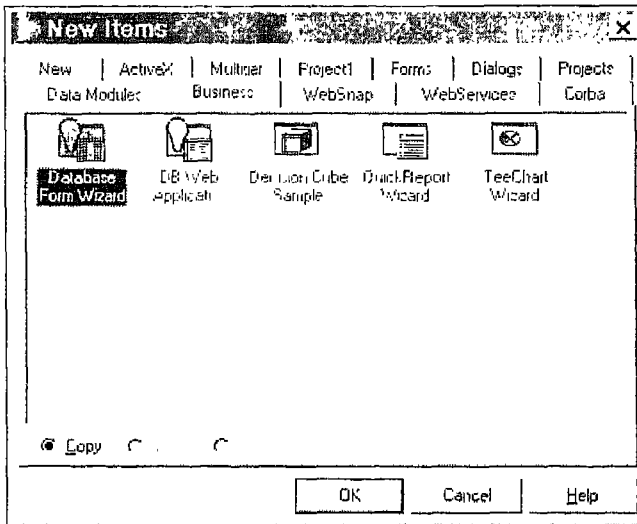 New Items
New ActiveX Multitier Project1 Forms Dialogs Projects
Data Modules Business WebSnap WebServices Corba
Database DB Web Decision Cube QuickReport TeeChart
Form Wizard Applicati Sample Wizard Wizard
Copy
OK Cancel Help